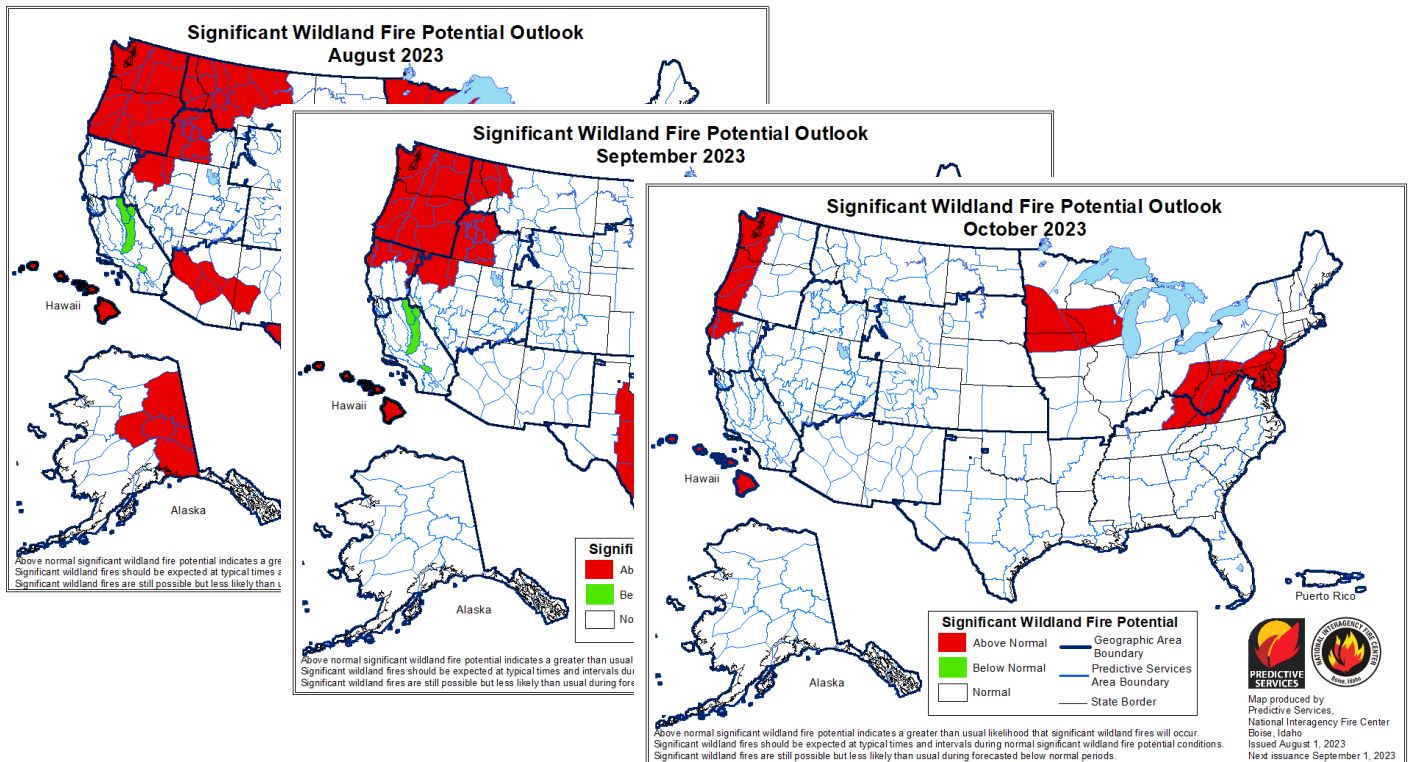 Significant Wildland Fire Potential Outlook
August 2023
Hawaii
Alaska
Above normal significant wildland fire potential indicates a gre
Significant wildland fires should be expected at typical times a
Significant wildland fires are still possible but less likely than u
Significant Wildland Fire Potential Outlook
September 2023
Hawaii
Alaska
Signifi
Ab
Be
No
Above normal significant wildland fire potential indicates a greater than usual
Significant wildland fires should be expected at typical times and intervals du
Significant wildland fires are still possible but less likely than usual during fore
Significant Wildland Fire Potential Outlook
October 2023
Hawaii
Alaska
Puerto Rico
Significant Wildland Fire Potential
Above Normal
Below Normal
Normal
Geographic Area
Boundary
Predictive Services
Area Boundary
State Border
PREDICTIVE
SERVICES
NATIONAL INTERAGENCY FIRE CENTER
Boise, Idaho
Map produced by
Predictive Services,
National Interagency Fire Center
Boise, Idaho
Issued August 1, 2023
Next issuance September 1, 2023
Above normal significant wildland fire potential indicates a greater than usual likelihood that significant wildland fires will occur.
Significant wildland fires should be expected at typical times and intervals during normal significant wildland fire potential conditions.
Significant wildland fires are still possible but less likely than usual during forecasted below normal periods.